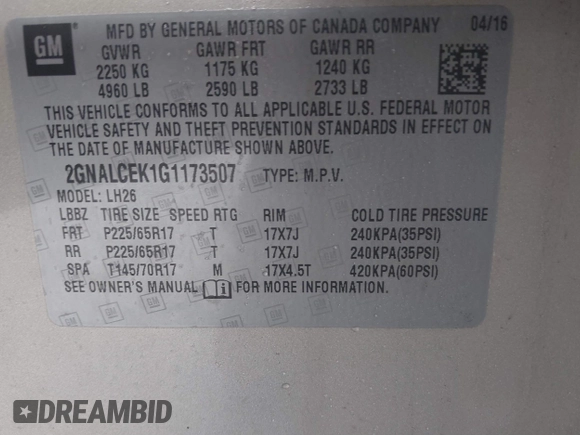 GM
MFD BY GENERAL MOTORS OF CANADA COMPANY 04/16
GVWR GAWR FRT GAWR RR
2250 KG 1175 KG 1240 KG
4960 LB 2590 LB 2733 LB
THIS VEHICLE CONFORMS TO ALL APPLICABLE U.S. FEDERAL MOTOR
VEHICLE SAFETY AND THEFT PREVENTION STANDARDS IN EFFECT ON
THE DATE OF MANUFACTURE SHOWN ABOVE.
2GNALCEK1G1173507 TYPE: M.P.V.
MODEL: LH26
LBBZ TIRE SIZE SPEED RTG RIM COLD TIRE PRESSURE
FRT P225/65R17 T 17X7J 240KPA(35PSI)
RR P225/65R17 T 17X7J 240KPA(35PSI)
SPA T145/70R17 M 17X4.5T 420KPA(60PSI)
SEE OWNER'S MANUAL FOR MORE INFORMATION.
DREAMBID